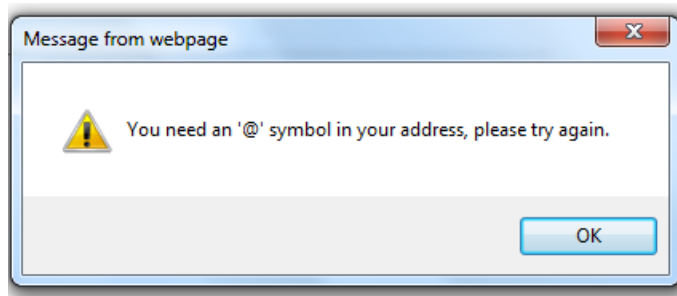 Message from webpage
You need an '@' symbol in your address, please try again.
OK